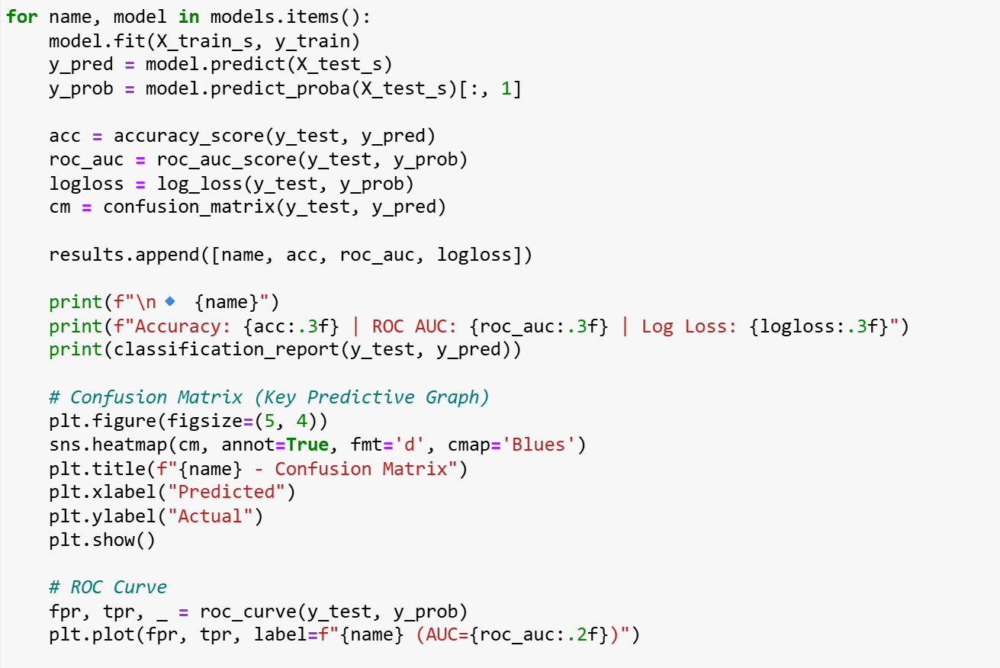 for name, model in models.items():
    model.fit(X_train_s, y_train)
    y_pred = model.predict(X_test_s)
    y_prob = model.predict_proba(X_test_s)[:, 1]

    acc = accuracy_score(y_test, y_pred)
    roc_auc = roc_auc_score(y_test, y_prob)
    logloss = log_loss(y_test, y_prob)
    cm = confusion_matrix(y_test, y_pred)

    results.append([name, acc, roc_auc, logloss])

    print(f"\n🔹 {name}")
    print(f"Accuracy: {acc:.3f} | ROC AUC: {roc_auc:.3f} | Log Loss: {logloss:.3f}")
    print(classification_report(y_test, y_pred))

    # Confusion Matrix (Key Predictive Graph)
    plt.figure(figsize=(5, 4))
    sns.heatmap(cm, annot=True, fmt='d', cmap='Blues')
    plt.title(f"{name} - Confusion Matrix")
    plt.xlabel("Predicted")
    plt.ylabel("Actual")
    plt.show()

    # ROC Curve
    fpr, tpr, _ = roc_curve(y_test, y_prob)
    plt.plot(fpr, tpr, label=f"{name} (AUC={roc_auc:.2f})")